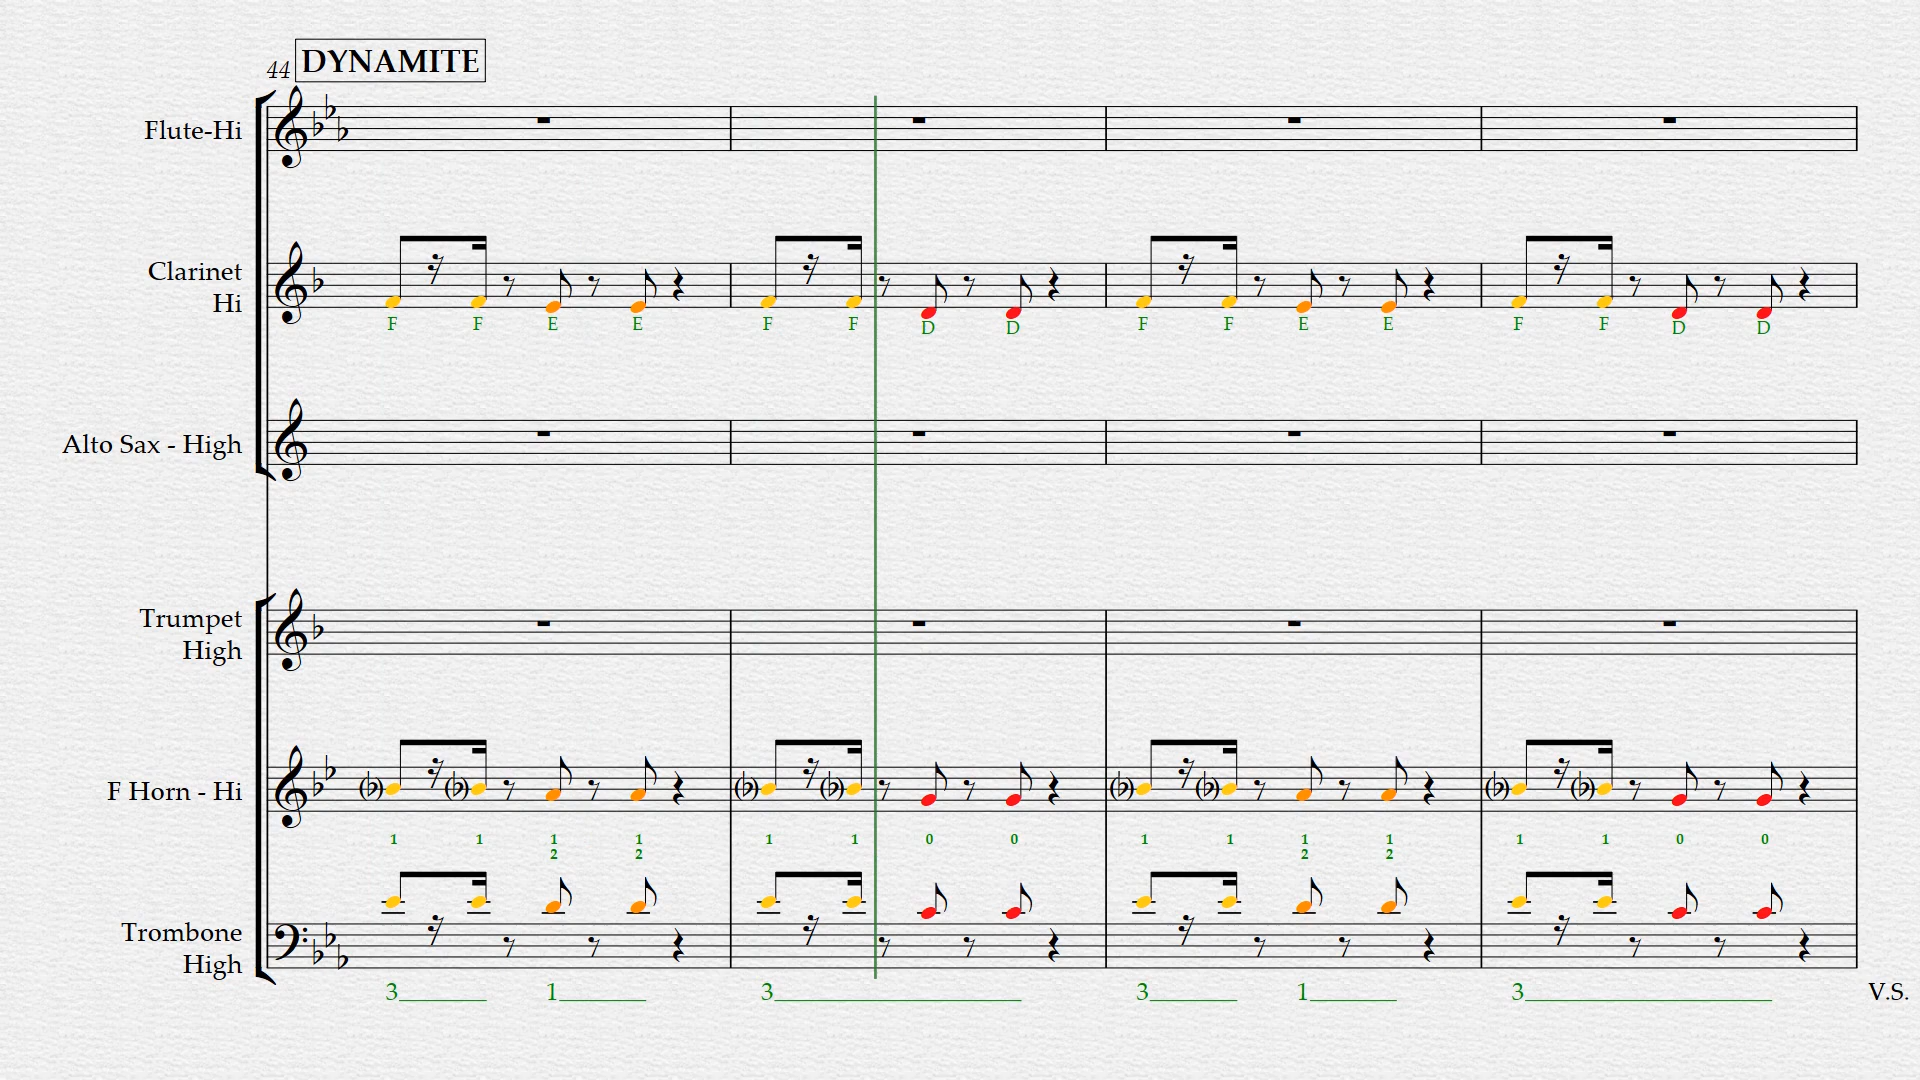 44 DYNAMITE
Flute-Hi
Clarinet
Hi
F F E E F F D D F F E E F F D D
Alto Sax - High
Trumpet
High
F Horn - Hi
(b) (b) (b) (b) (b) (b) (b) (b)
1 1 1 1 1 1 0 0 1 1 1 1 1 1 0 0
2 2 2 2
Trombone
High
3 1 3 3 1 3 V.S.